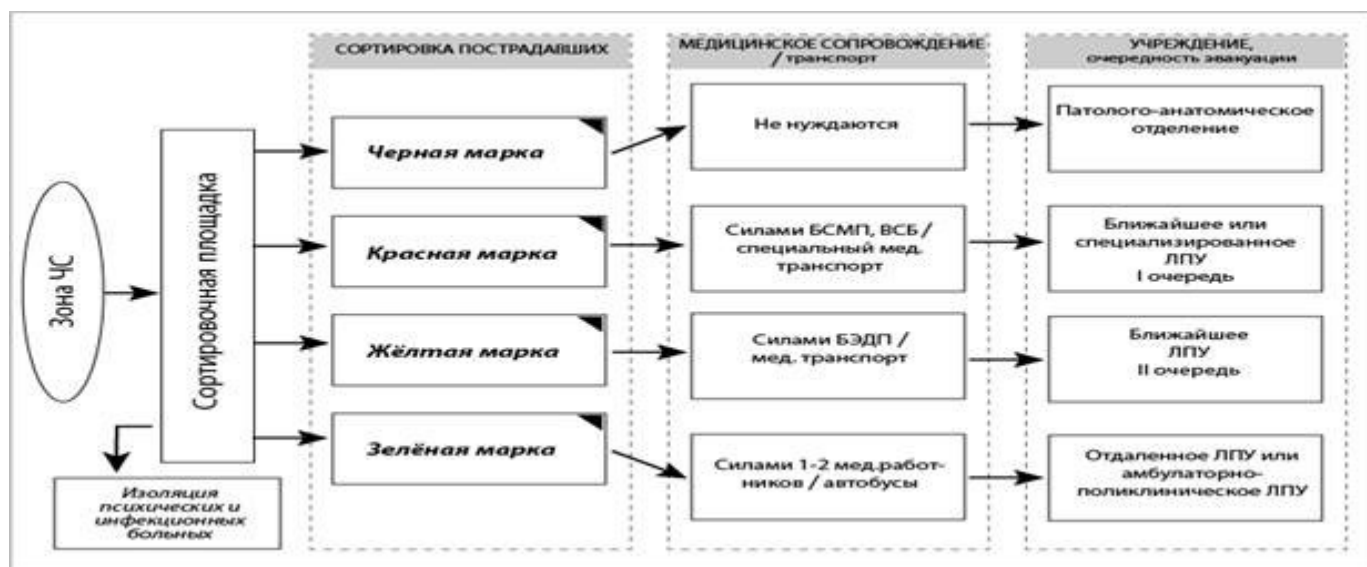 СОРТИРОВКА ПОСТРАДАВШИХ
МЕДИЦИНСКОЕ СОПРОВОЖДЕНИЕ
/ транспорт
УЧРЕЖДЕНИЕ,
очередность эвакуации
Зона ЧС
Сортировочная площадка
Изоляция
психических и
инфекционных
больных
Черная марка
Не нуждаются
Патолого-анатомическое
отделение
Красная марка
Силами БСМП, ВСБ /
специальный мед.
транспорт
Ближайшее или
специализированное
ЛПУ
I очередь
Жёлтая марка
Силами БЭДП /
мед. транспорт
Ближайшее
ЛПУ
II очередь
Зелёная марка
Силами 1-2 мед.работ-
ников / автобусы
Отдаленное ЛПУ или
амбулаторно-
поликлиническое ЛПУ